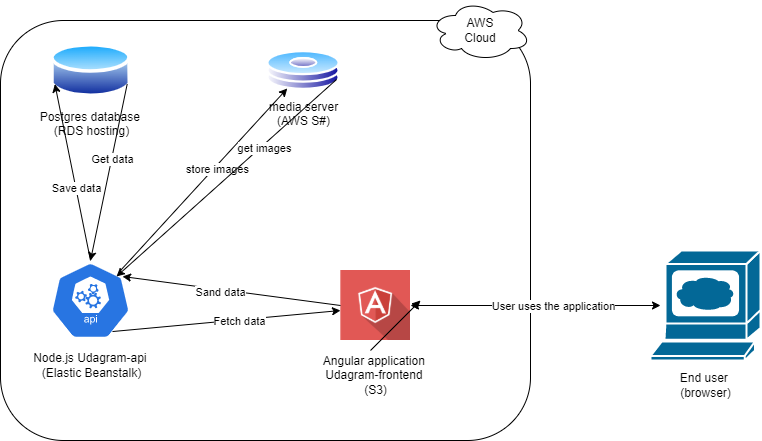 AWS
Cloud
Postgres database
(RDS hosting)
media server
(AWS S#)
Get data
get images
store images
Save data
Sand data
Fetch data
User uses the application
api
A
Node.js Udagram-api
(Elastic Beanstalk)
Angular application
Udagram-frontend
(S3)
End user
(browser)